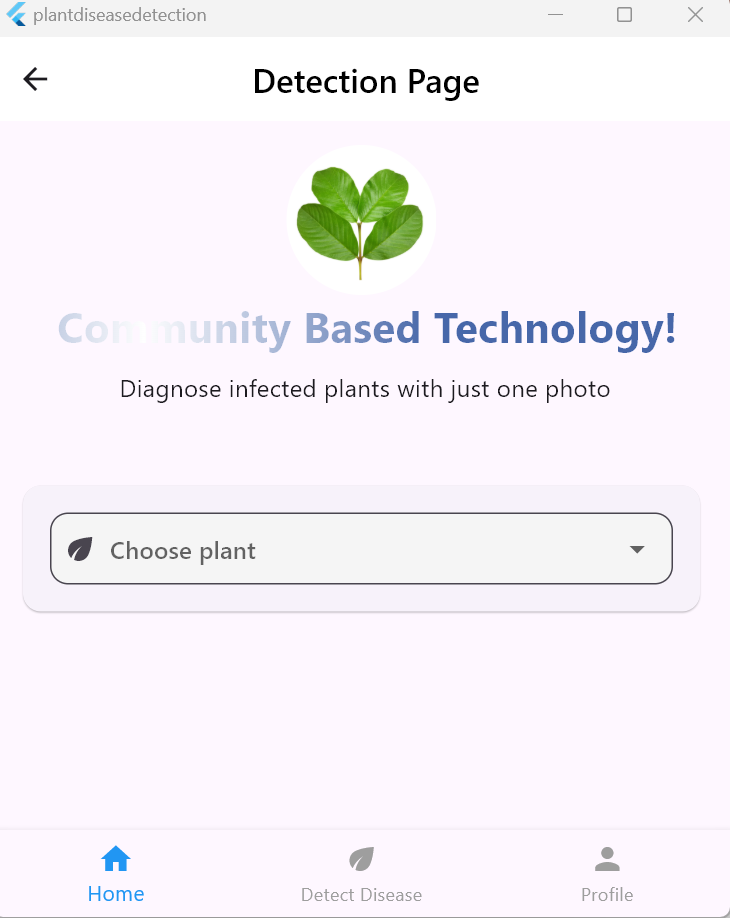 plantdiseasedetection
Detection Page
Community Based Technology!
Diagnose infected plants with just one photo
Choose plant
Home
Detect Disease
Profile